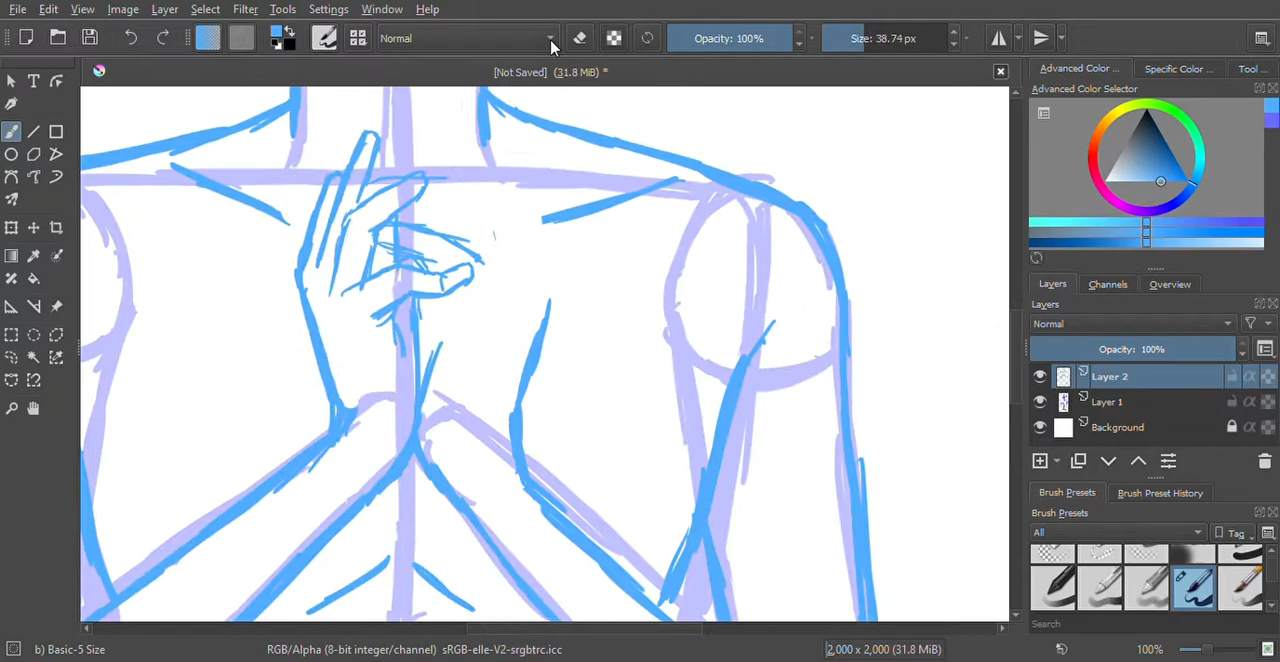 File Edit View Image Layer Select Filter Tools Settings Window Help
Normal Opacity: 100% Size: 38.74 px
[Not Saved] (31.8 MiB) *
Advanced Color ... Specific Color ... Tool ...
Advanced Color Selector
Layers Channels Overview
Layers
Normal
Opacity: 100%
Layer 2
Layer 1
Background
Brush Presets Brush Preset History
Brush Presets
All Tag
Search
b) Basic-5 Size RGB/Alpha (8-bit integer/channel) sRGB-elle-V2-srgbtrc.icc 2,000 x 2,000 (31.8 MiB) 100%